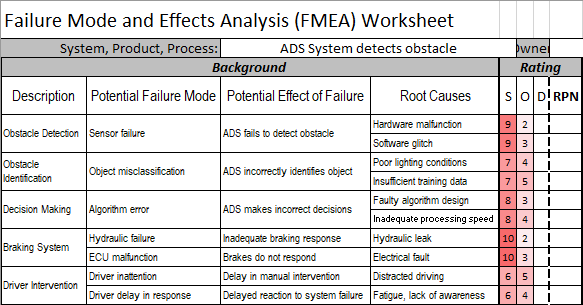 Failure Mode and Effects Analysis (FMEA) Worksheet
System, Product, Process: ADS System detects obstacle Owner
Background Rating
Description Potential Failure Mode Potential Effect of Failure Root Causes S O D RPN
Obstacle Detection Sensor failure ADS fails to detect obstacle Hardware malfunction 9 2
Software glitch 9 3
Obstacle Identification Object misclassification ADS incorrectly identifies object Poor lighting conditions 7 4
Insufficient training data 7 5
Decision Making Algorithm error ADS makes incorrect decisions Faulty algorithm design 8 3
Inadequate processing speed 8 4
Braking System Hydraulic failure Inadequate braking response Hydraulic leak 10 2
ECU malfunction Brakes do not respond Electrical fault 10 3
Driver Intervention Driver inattention Delay in manual intervention Distracted driving 6 5
Driver delay in response Delayed reaction to system failure Fatigue, lack of awareness 6 4